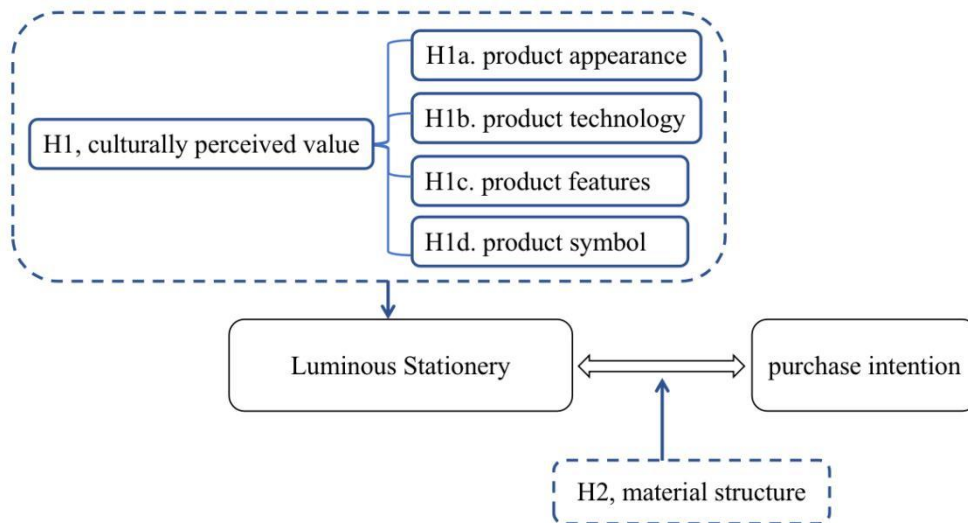 H1a. product appearance
H1b. product technology
H1, culturally perceived value
H1c. product features
H1d. product symbol
Luminous Stationery
purchase intention
H2, material structure